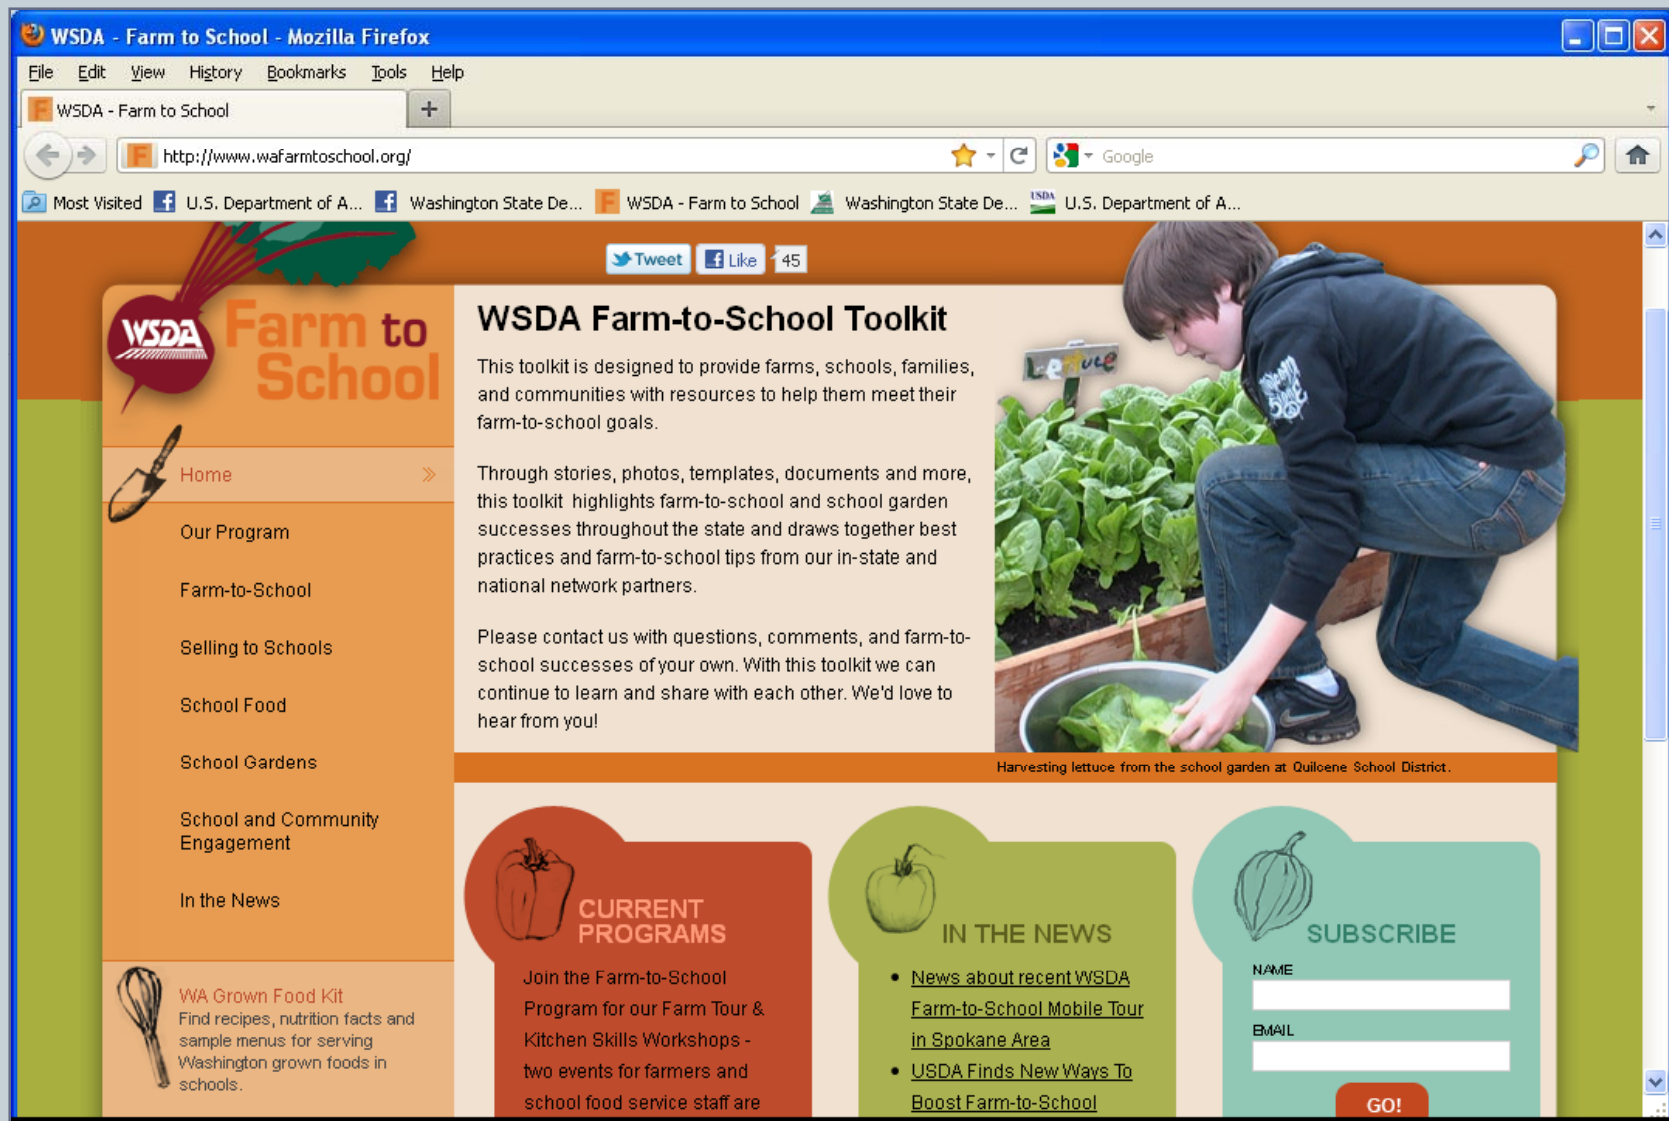 WSDA - Farm to School - Mozilla Firefox
File Edit View History Bookmarks Tools Help
WSDA - Farm to School
http://www.wafarmtoschool.org/
Google
Most Visited U.S. Department of A... Washington State De... WSDA - Farm to School Washington State De... USDA U.S. Department of A...
Tweet Like 45
WSDA
Farm to
School
Home
Our Program
Farm-to-School
Selling to Schools
School Food
School Gardens
School and Community
Engagement
In the News
WA Grown Food Kit
Find recipes, nutrition facts and
sample menus for serving
Washington grown foods in
schools.
WSDA Farm-to-School Toolkit
This toolkit is designed to provide farms, schools, families,
and communities with resources to help them meet their
farm-to-school goals.
Through stories, photos, templates, documents and more,
this toolkit highlights farm-to-school and school garden
successes throughout the state and draws together best
practices and farm-to-school tips from our in-state and
national network partners.
Please contact us with questions, comments, and farm-to-
school successes of your own. With this toolkit we can
continue to learn and share with each other. We'd love to
hear from you!
Lettuce
Harvesting lettuce from the school garden at Quilcene School District.
CURRENT
PROGRAMS
Join the Farm-to-School
Program for our Farm Tour &
Kitchen Skills Workshops -
two events for farmers and
school food service staff are
IN THE NEWS
News about recent WSDA
Farm-to-School Mobile Tour
in Spokane Area
USDA Finds New Ways To
Boost Farm-to-School
SUBSCRIBE
NAME
EMAIL
GO!